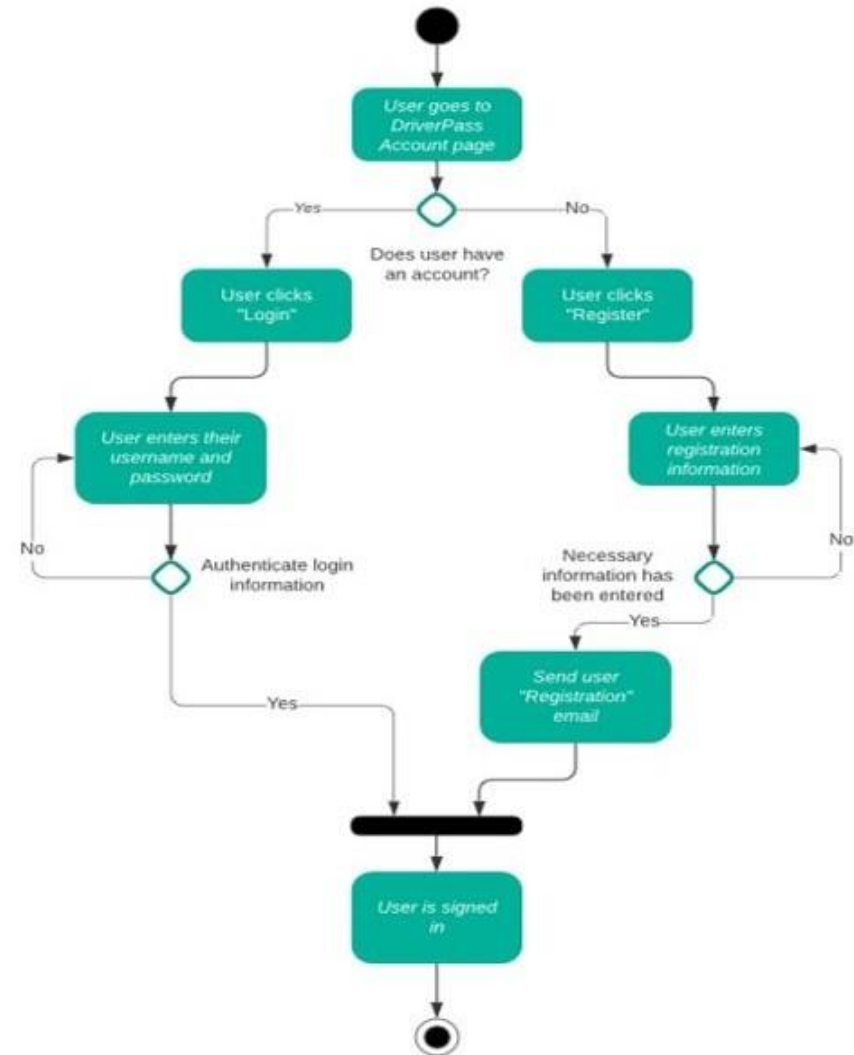 User goes to
DriverPass
Account page
Yes
No
Does user have
an account?
User clicks
"Login"
User clicks
"Register"
User enters their
username and
password
User enters
registration
information
No
Authenticate login
information
Necessary
information has
been entered
No
Yes
Send user
"Registration"
email
Yes
User is signed
in